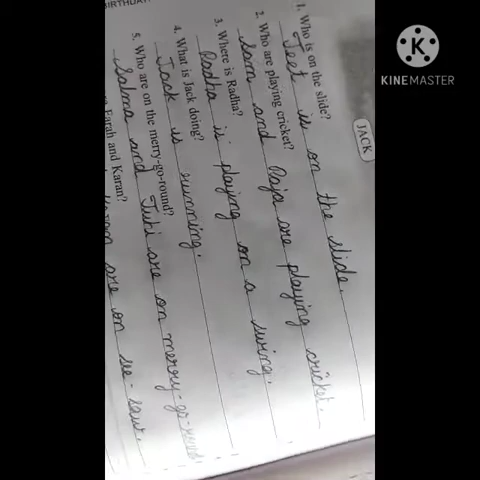 BIRTHDAY
KINEMASTER
JACK
1. Who is on the slide?
Jeet is on the slide.
2. Who are playing cricket?
Sam and Raja are playing cricket.
3. Where is Radha?
Radha is playing on a swing.
4. What is Jack doing?
Jack is running.
5. Who are on the merry-go-round?
Salma and Tuki are on merry-go-round.
Farah and Karan?
are on see-saw.